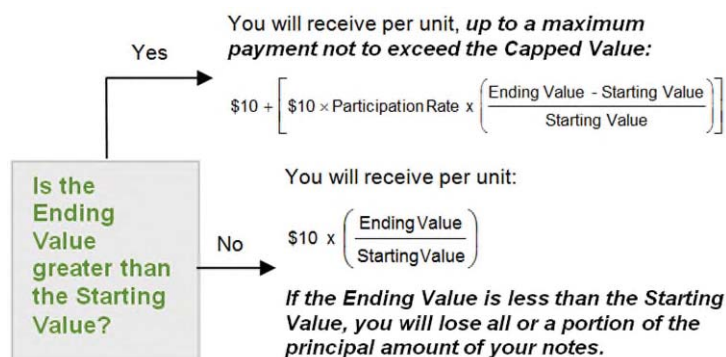 You will receive per unit, up to a maximum
payment not to exceed the Capped Value:
Yes
$10 + [ $10 × Participation Rate x ( Ending Value - Starting Value / Starting Value ) ]
Is the
Ending
Value
greater than
the Starting
Value?
No
You will receive per unit:
$10 x ( Ending Value / Starting Value )
If the Ending Value is less than the Starting
Value, you will lose all or a portion of the
principal amount of your notes.